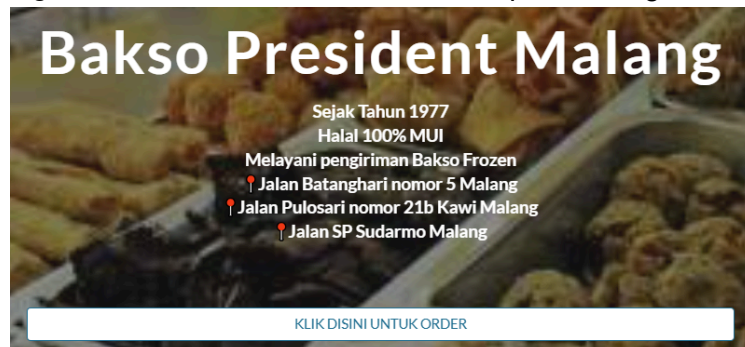 Bakso President Malang
Sejak Tahun 1977
Halal 100% MUI
Melayani pengiriman Bakso Frozen
📍Jalan Batanghari nomor 5 Malang
📍Jalan Pulosari nomor 21b Kawi Malang
📍Jalan SP Sudarmo Malang
KLIK DISINI UNTUK ORDER